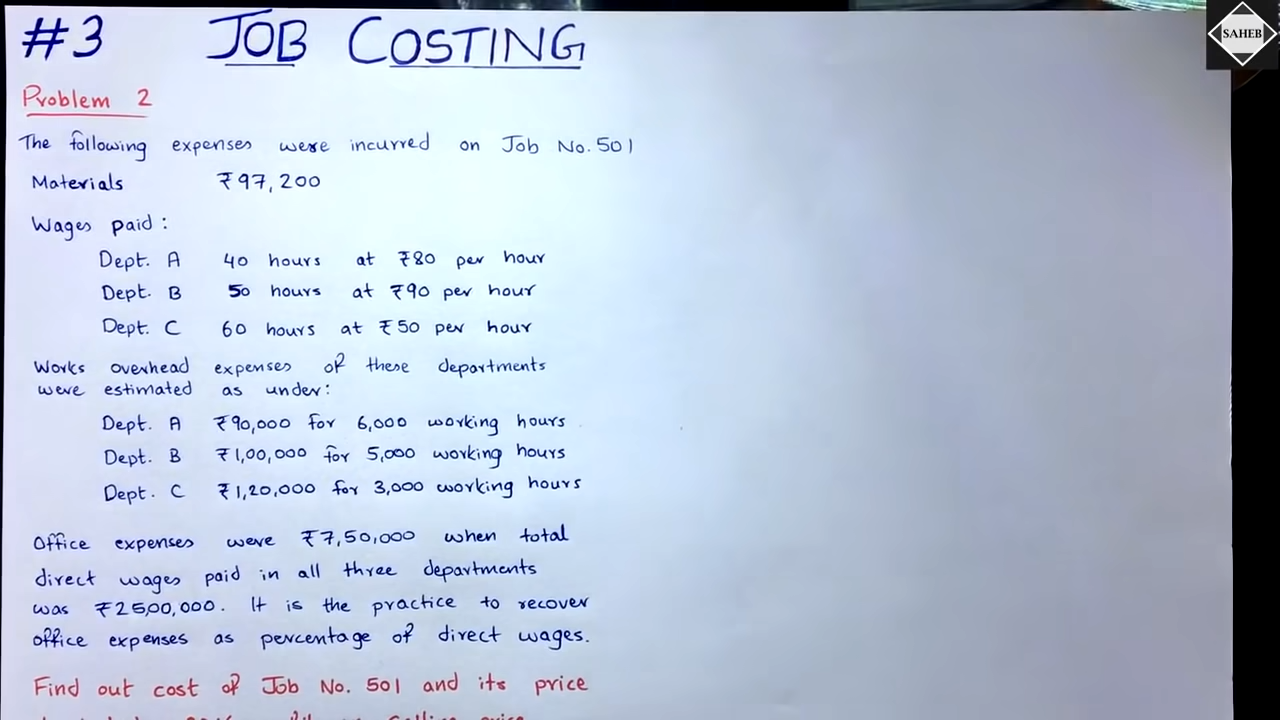 #3 JOB COSTING
SAHEB
Problem 2
The following expenses were incurred on Job No. 501
Materials ₹97,200
Wages paid:
Dept. A 40 hours at ₹80 per hour
Dept. B 50 hours at ₹90 per hour
Dept. C 60 hours at ₹50 per hour
Works overhead expenses of these departments
were estimated as under:
Dept. A ₹90,000 for 6,000 working hours
Dept. B ₹1,00,000 for 5,000 working hours
Dept. C ₹1,20,000 for 3,000 working hours
Office expenses were ₹7,50,000 when total
direct wages paid in all three departments
was ₹25,00,000. It is the practice to recover
office expenses as percentage of direct wages.
Find out cost of Job No. 501 and its price